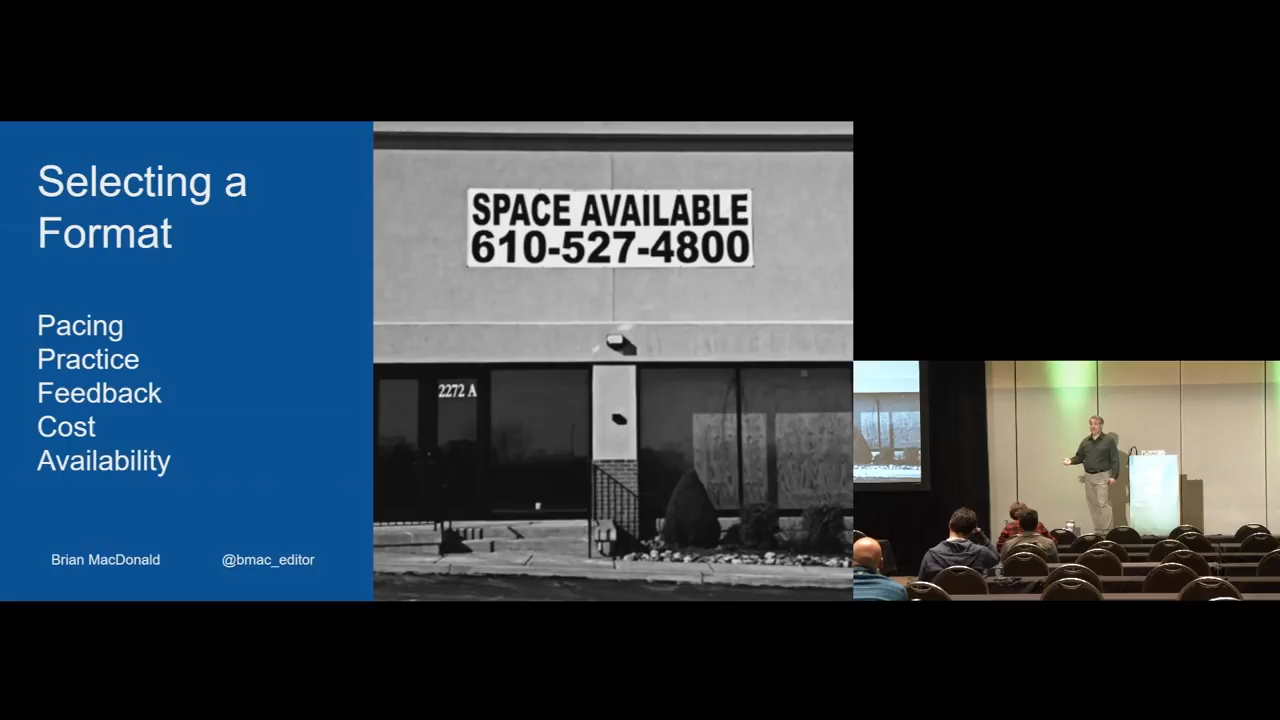 Selecting a
Format
Pacing
Practice
Feedback
Cost
Availability
Brian MacDonald @bmac_editor
SPACE AVAILABLE
610-527-4800
2272 A